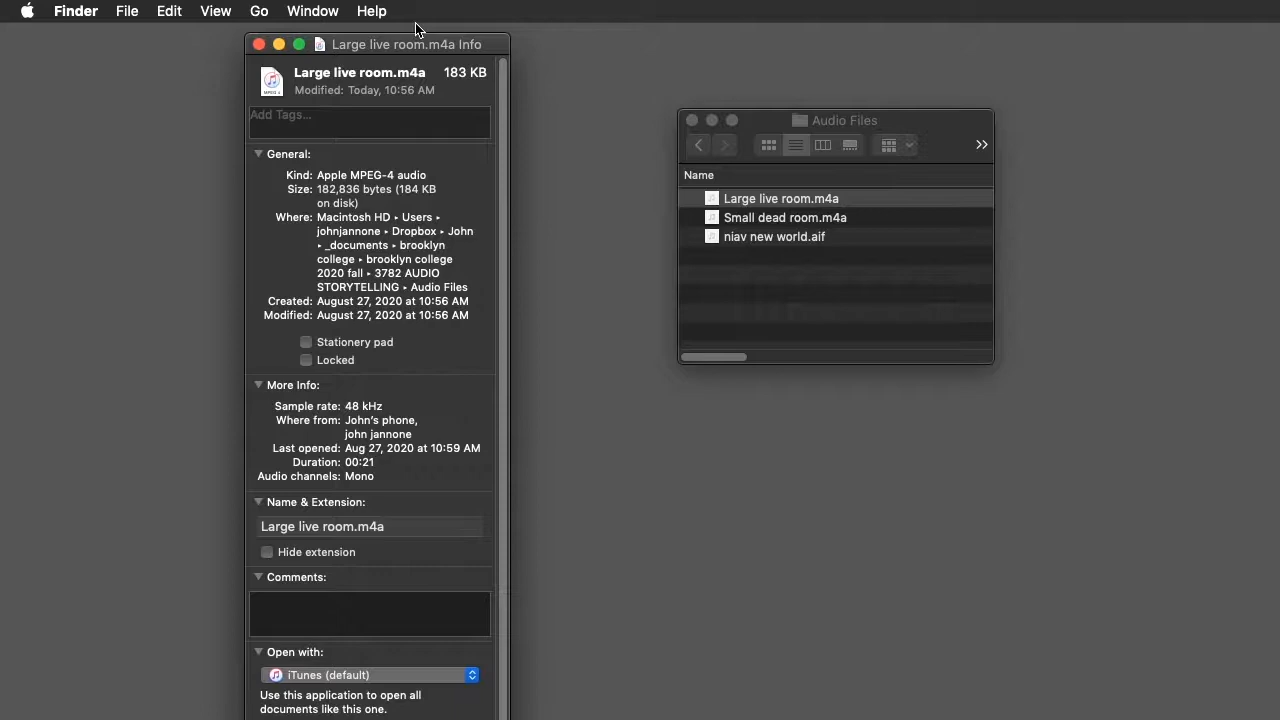 Finder File Edit View Go Window Help
Large live room.m4a Info
Large live room.m4a 183 KB
Modified: Today, 10:56 AM
Add Tags...
General:
Kind: Apple MPEG-4 audio
Size: 182,836 bytes (184 KB
on disk)
Where: Macintosh HD ▸ Users ▸
johnjannone ▸ Dropbox ▸ John
▸ _documents ▸ brooklyn
college ▸ brooklyn college
2020 fall ▸ 3782 AUDIO
STORYTELLING ▸ Audio Files
Created: August 27, 2020 at 10:56 AM
Modified: August 27, 2020 at 10:56 AM
Stationery pad
Locked
More Info:
Sample rate: 48 kHz
Where from: John's phone,
john jannone
Last opened: Aug 27, 2020 at 10:59 AM
Duration: 00:21
Audio channels: Mono
Name & Extension:
Large live room.m4a
Hide extension
Comments:
Open with:
iTunes (default)
Use this application to open all
documents like this one.
Audio Files
Name
Large live room.m4a
Small dead room.m4a
niav new world.aif